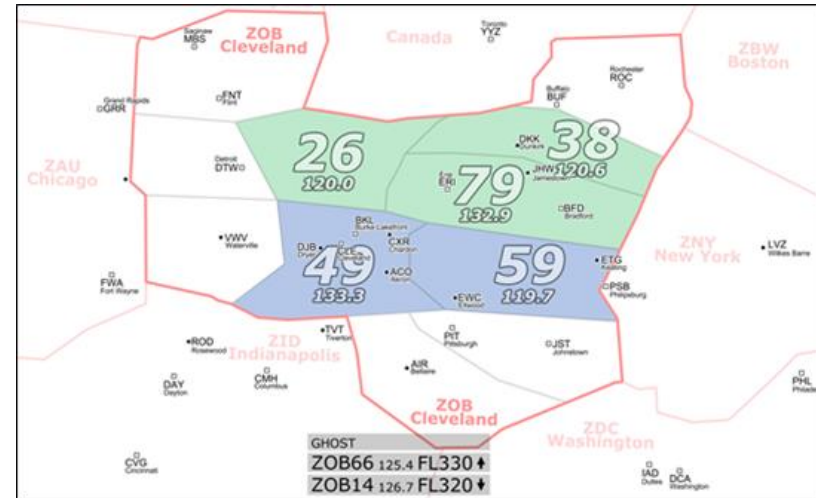 Saginaw
MBS
ZOB
Cleveland
Canada
Toronto
YYZ
ZBW
Boston
Rochester
ROC
Grand Rapids
GRR
FNT
Flint
Buffalo
BUF
26
120.0
DKK
Dunkirk
38
120.6
ZAU
Chicago
Detroit
DTW
Erie
ERI
79
132.9
JHW
Jamestown
BFD
Bradford
VWV
Waterville
BKL
Burke Lakefront
DJB
Dryer
CLE
Cleveland
CXR
Chardon
49
133.3
ACO
Akron
59
119.7
ETG
Keating
ZNY
New York
LVZ
Wilkes Barre
FWA
Fort Wayne
EWC
Ellwood
PSB
Philipsburg
ROD
Rosewood
ZID
Indianapolis
TVT
Tiverton
PIT
Pittsburgh
JST
Johnstown
DAY
Dayton
CMH
Columbus
AIR
Bellaire
PHL
ZOB
Cleveland
ZDC
Washington
CVG
Cincinnati
GHOST
ZOB66 125.4 FL330
ZOB14 126.7 FL320
IAD
Dulles
DCA
Washington